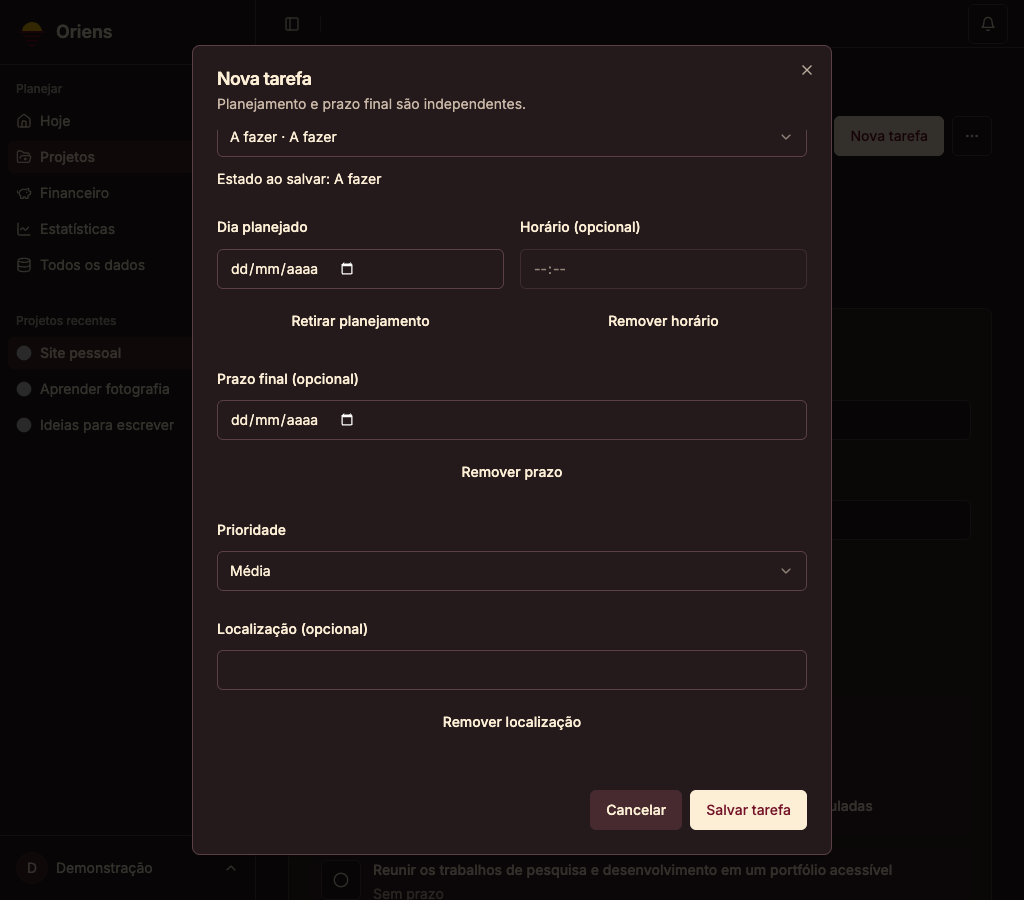 Oriens
Planejar
Hoje
Projetos
Financeiro
Estatísticas
Todos os dados
Projetos recentes
Site pessoal
Aprender fotografia
Ideias para escrever
D
Demonstração
Nova tarefa
Nova tarefa
Planejamento e prazo final são independentes.
A fazer · A fazer
Estado ao salvar: A fazer
Dia planejado
Horário (opcional)
dd/mm/aaaa
--:--
Retirar planejamento
Remover horário
Prazo final (opcional)
dd/mm/aaaa
Remover prazo
Prioridade
Média
Localização (opcional)
Remover localização
Cancelar
Salvar tarefa
Reunir os trabalhos de pesquisa e desenvolvimento em um portfólio acessível
Sem prazo